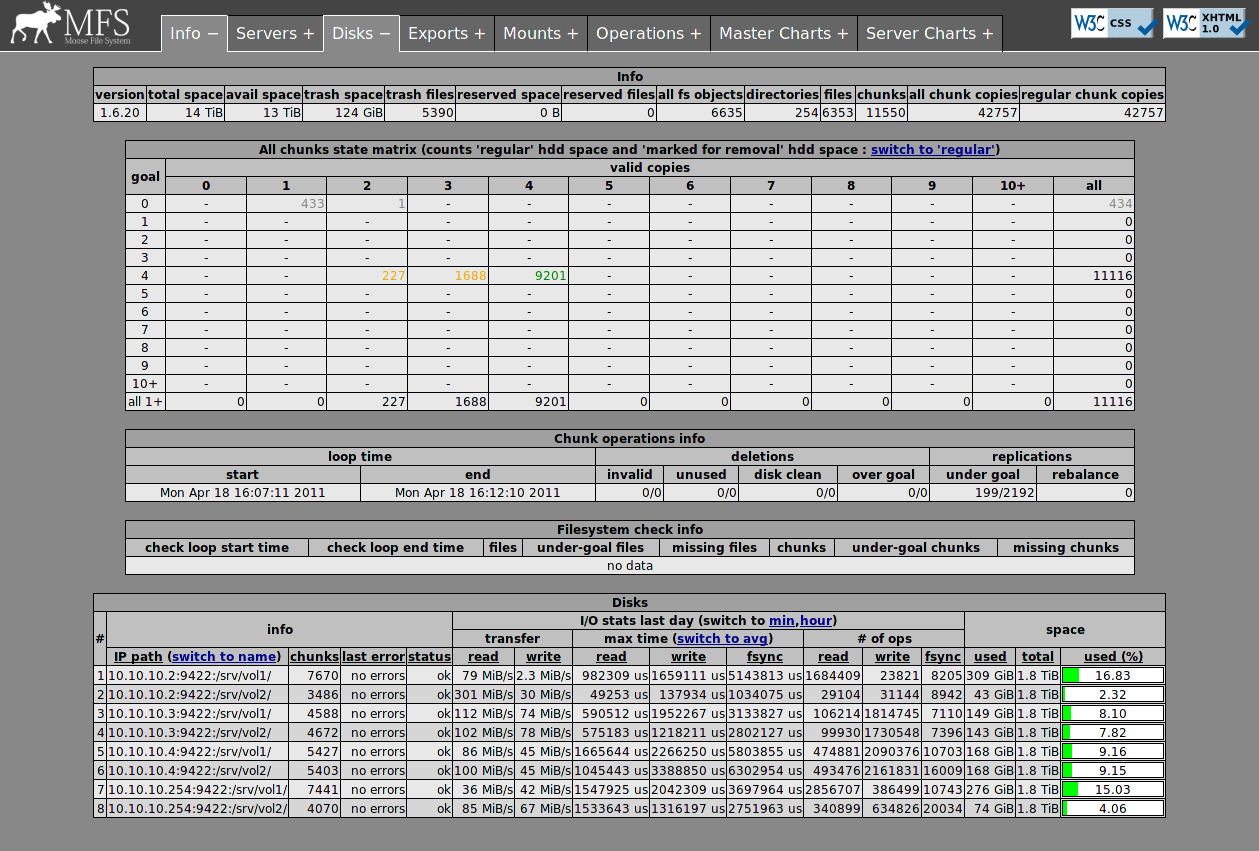 MFS
Moose File System
Info − Servers + Disks − Exports + Mounts + Operations + Master Charts + Server Charts +
W3C CSS
W3C XHTML 1.0
Info
version total space avail space trash space trash files reserved space reserved files all fs objects directories files chunks all chunk copies regular chunk copies
1.6.20 14 TiB 13 TiB 124 GiB 5390 0 B 0 6635 254 6353 11550 42757 42757
All chunks state matrix (counts 'regular' hdd space and 'marked for removal' hdd space : switch to 'regular')
goal valid copies
0 1 2 3 4 5 6 7 8 9 10+ all
0 - 433 1 - - - - - - - - 434
1 - - - - - - - - - - - 0
2 - - - - - - - - - - - 0
3 - - - - - - - - - - - 0
4 - - 227 1688 9201 - - - - - - 11116
5 - - - - - - - - - - - 0
6 - - - - - - - - - - - 0
7 - - - - - - - - - - - 0
8 - - - - - - - - - - - 0
9 - - - - - - - - - - - 0
10+ - - - - - - - - - - - 0
all 1+ 0 0 227 1688 9201 0 0 0 0 0 0 11116
Chunk operations info
loop time deletions replications
start end invalid unused disk clean over goal under goal rebalance
Mon Apr 18 16:07:11 2011 Mon Apr 18 16:12:10 2011 0/0 0/0 0/0 0/0 199/2192 0
Filesystem check info
check loop start time check loop end time files under-goal files missing files chunks under-goal chunks missing chunks
no data
Disks
# info I/O stats last day (switch to min,hour) space
transfer max time (switch to avg) # of ops
IP path (switch to name) chunks last error status read write read write fsync read write fsync used total used (%)
1 10.10.10.2:9422:/srv/vol1/ 7670 no errors ok 79 MiB/s 2.3 MiB/s 982309 us 1659111 us 5143813 us 1684409 23821 8205 309 GiB 1.8 TiB 16.83
2 10.10.10.2:9422:/srv/vol2/ 3486 no errors ok 301 MiB/s 30 MiB/s 49253 us 137934 us 1034075 us 29104 31144 8942 43 GiB 1.8 TiB 2.32
3 10.10.10.3:9422:/srv/vol1/ 4588 no errors ok 112 MiB/s 74 MiB/s 590512 us 1952267 us 3133827 us 106214 1814745 7110 149 GiB 1.8 TiB 8.10
4 10.10.10.3:9422:/srv/vol2/ 4672 no errors ok 102 MiB/s 78 MiB/s 575183 us 1218211 us 2802127 us 99930 1730548 7396 143 GiB 1.8 TiB 7.82
5 10.10.10.4:9422:/srv/vol1/ 5427 no errors ok 86 MiB/s 45 MiB/s 1665644 us 2266250 us 5803855 us 474881 2090376 10703 168 GiB 1.8 TiB 9.16
6 10.10.10.4:9422:/srv/vol2/ 5403 no errors ok 100 MiB/s 45 MiB/s 1045443 us 3388850 us 6302954 us 493476 2161831 16009 168 GiB 1.8 TiB 9.15
7 10.10.10.254:9422:/srv/vol1/ 7441 no errors ok 36 MiB/s 42 MiB/s 1547925 us 2042309 us 3697964 us 2856707 386499 10743 276 GiB 1.8 TiB 15.03
8 10.10.10.254:9422:/srv/vol2/ 4070 no errors ok 85 MiB/s 67 MiB/s 1533643 us 1316197 us 2751963 us 340899 634826 20034 74 GiB 1.8 TiB 4.06